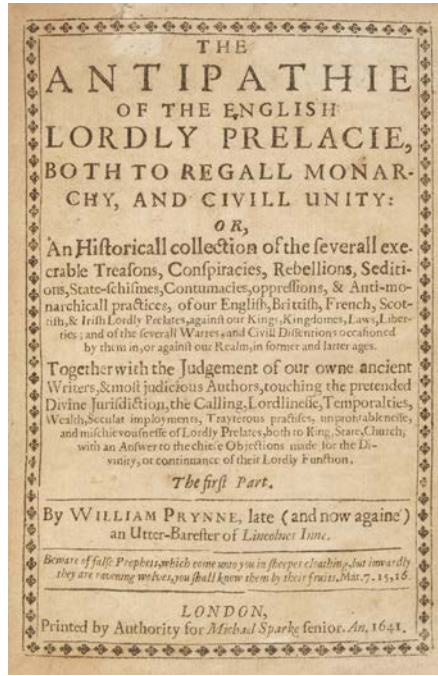 THE
ANTIPATHIE
OF THE ENGLISH
LORDLY PRELACIE,
BOTH TO REGALL MONAR-
CHY, AND CIVILL UNITY:
OR,
An Hiſtoricall collection of the ſeverall exe-
crable Treaſons, Conſpiracies, Rebellions, Sediti-
ons, State-ſchiſmes, Contumacies, oppreſſions, & Anti-mo-
narchicall practices, of our Engliſh, Brittiſh, French, Scot-
tiſh, & Iriſh Lordly Prelates, againſt our Kings, Kingdomes, Laws, Liber-
ties; and of the ſeverall Warres, and Civill Diſſentions occaſioned
by them in, or againſt our Realm, in former and latter ages.
Together with the Judgement of our owne ancient
Writers, & moſt judicious Authors, touching the pretended
Divine Juriſdiction, the Calling, Lordlineſſe, Temporalties,
Wealth, Secular imployments, Trayterous practiſes, unprofitableneſſe,
and miſchievouſneſſe of Lordly Prelates, both to King, State, Church;
with an Anſwer to the chiefe Objections made for the Di-
vinity, or continuance of their Lordly Function.
The firſt Part.
By WILLIAM PRYNNE, late (and now againe)
an Utter-Bareſter of Lincolnes Inne.
Beware of falſe Prophets, which come unto you in ſheepes cloathing, but inwardly
they are ravening wolves, you ſhall know them by their fruits. Mat. 7. 15, 16.
LONDON,
Printed by Authority for Michael Sparke ſenior. An. 1641.